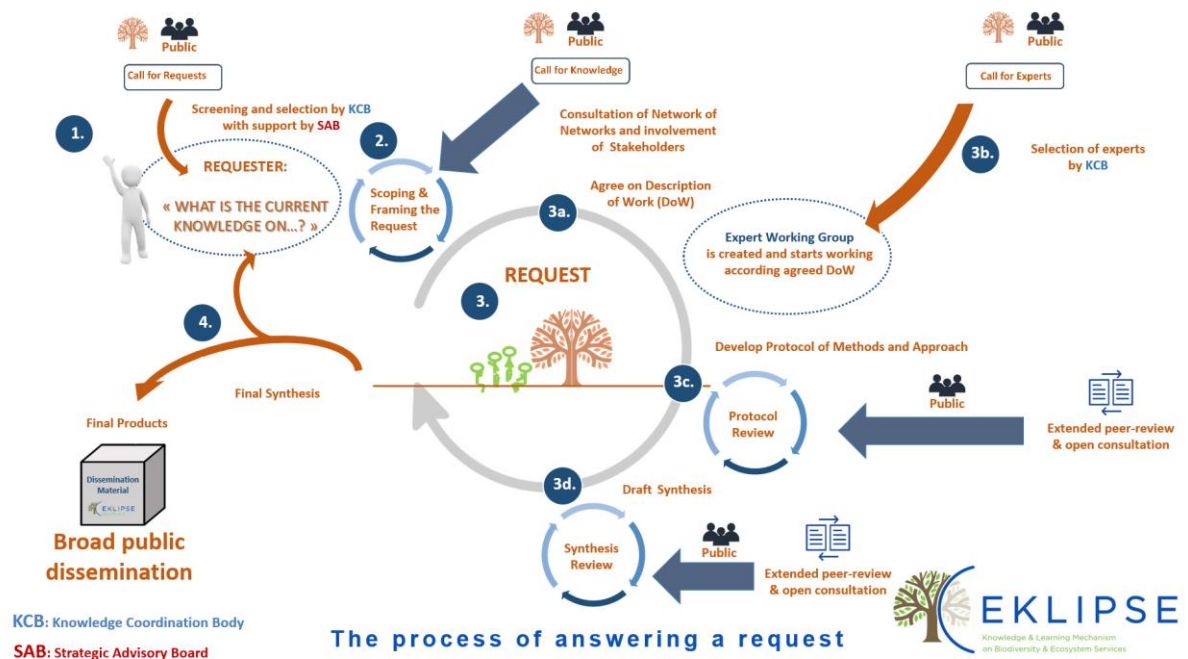 Public
Call for Requests
Public
Call for Knowledge
Public
Call for Experts
1.
Screening and selection by KCB
with support by SAB
REQUESTER:
« WHAT IS THE CURRENT
KNOWLEDGE ON...? »
2.
Scoping &
Framing the
Request
Consultation of Network of
Networks and involvement
of Stakeholders
3a.
Agree on Description
of Work (DoW)
3b.
Selection of experts
by KCB
Expert Working Group
is created and starts working
according agreed DoW
REQUEST
3.
Develop Protocol of Methods and Approach
3c.
Protocol
Review
Public
Extended peer-review
& open consultation
3d.
Draft Synthesis
Synthesis
Review
Public
Extended peer-review
& open consultation
4.
Final Synthesis
Final Products
Dissemination
Material
EKLIPSE
Broad public
dissemination
KCB: Knowledge Coordination Body
SAB: Strategic Advisory Board
The process of answering a request
EKLIPSE
Knowledge & Learning Mechanism
on Biodiversity & Ecosystem Services